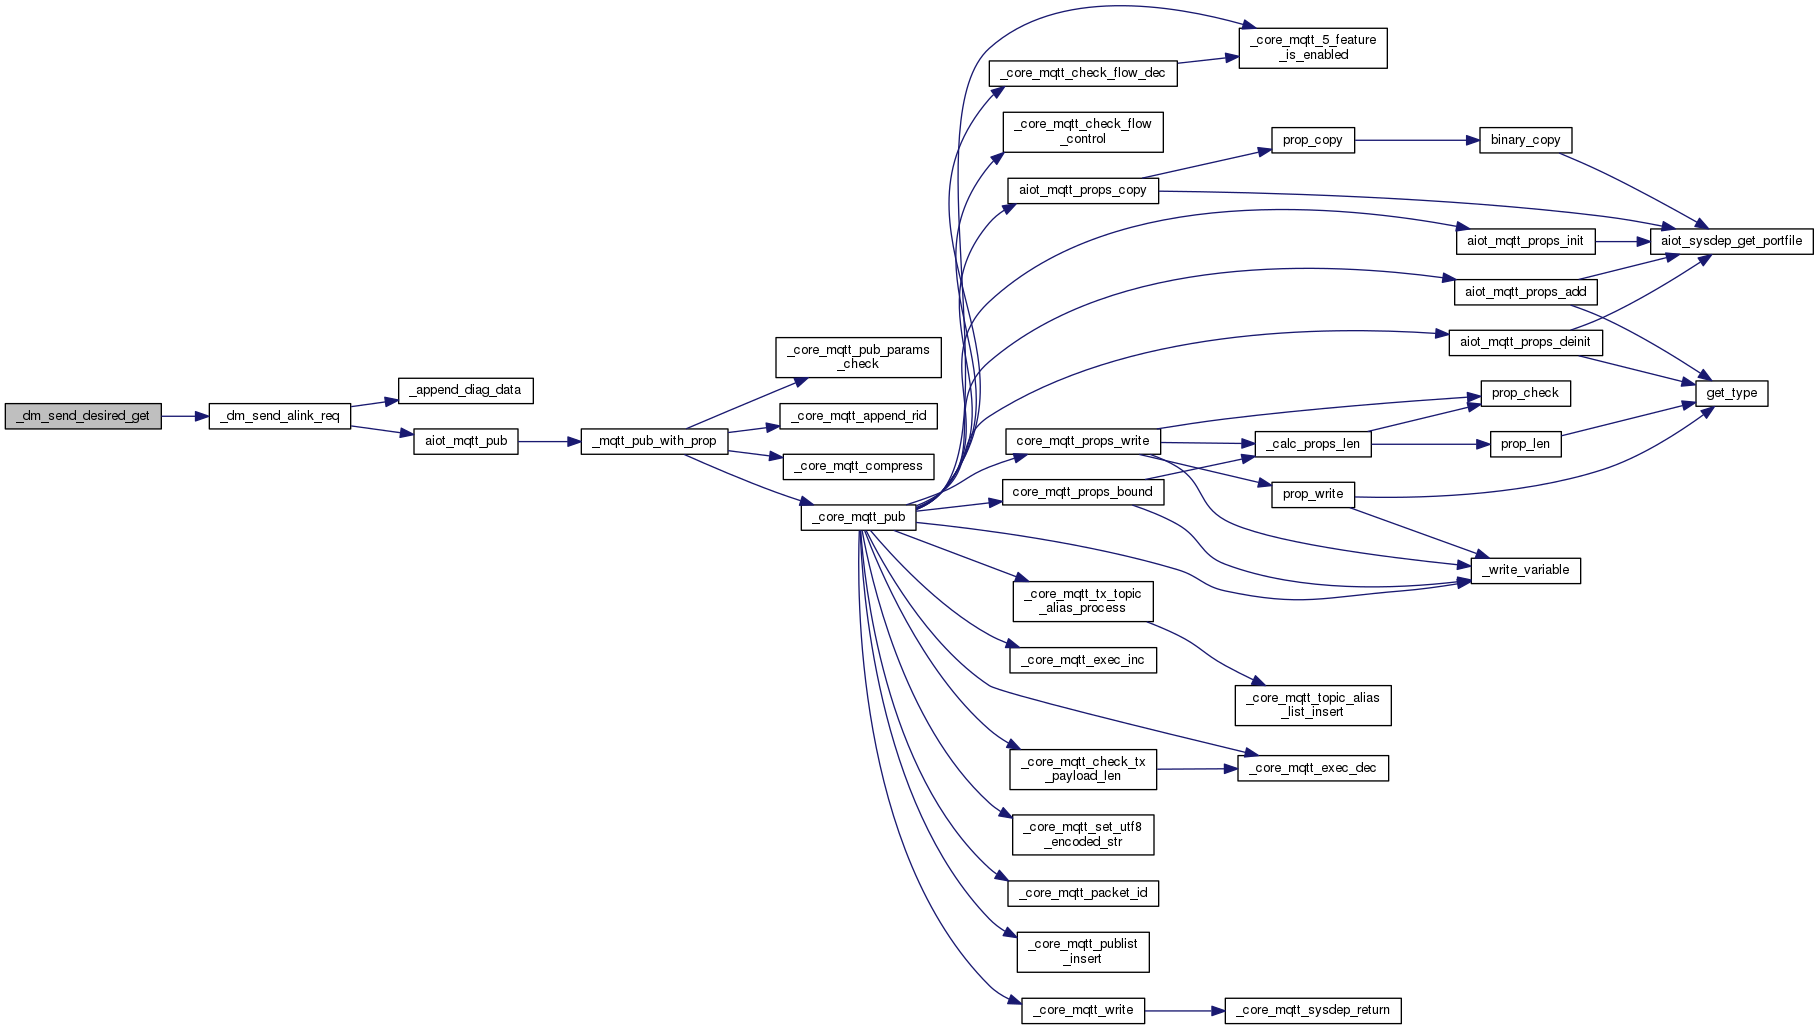 _dm_send_desired_get
_dm_send_alink_req
_append_diag_data
aiot_mqtt_pub
_mqtt_pub_with_prop
_core_mqtt_pub_params
_check
_core_mqtt_append_rid
_core_mqtt_compress
_core_mqtt_pub
_core_mqtt_5_feature
_is_enabled
_core_mqtt_check_flow_dec
_core_mqtt_check_flow
_control
aiot_mqtt_props_copy
prop_copy
binary_copy
aiot_sysdep_get_portfile
aiot_mqtt_props_init
aiot_mqtt_props_add
aiot_mqtt_props_deinit
get_type
core_mqtt_props_write
prop_check
_calc_props_len
prop_len
core_mqtt_props_bound
prop_write
_write_variable
_core_mqtt_tx_topic
_alias_process
_core_mqtt_exec_inc
_core_mqtt_topic_alias
_list_insert
_core_mqtt_check_tx
_payload_len
_core_mqtt_exec_dec
_core_mqtt_set_utf8
_encoded_str
_core_mqtt_packet_id
_core_mqtt_publist
_insert
_core_mqtt_write
_core_mqtt_sysdep_return